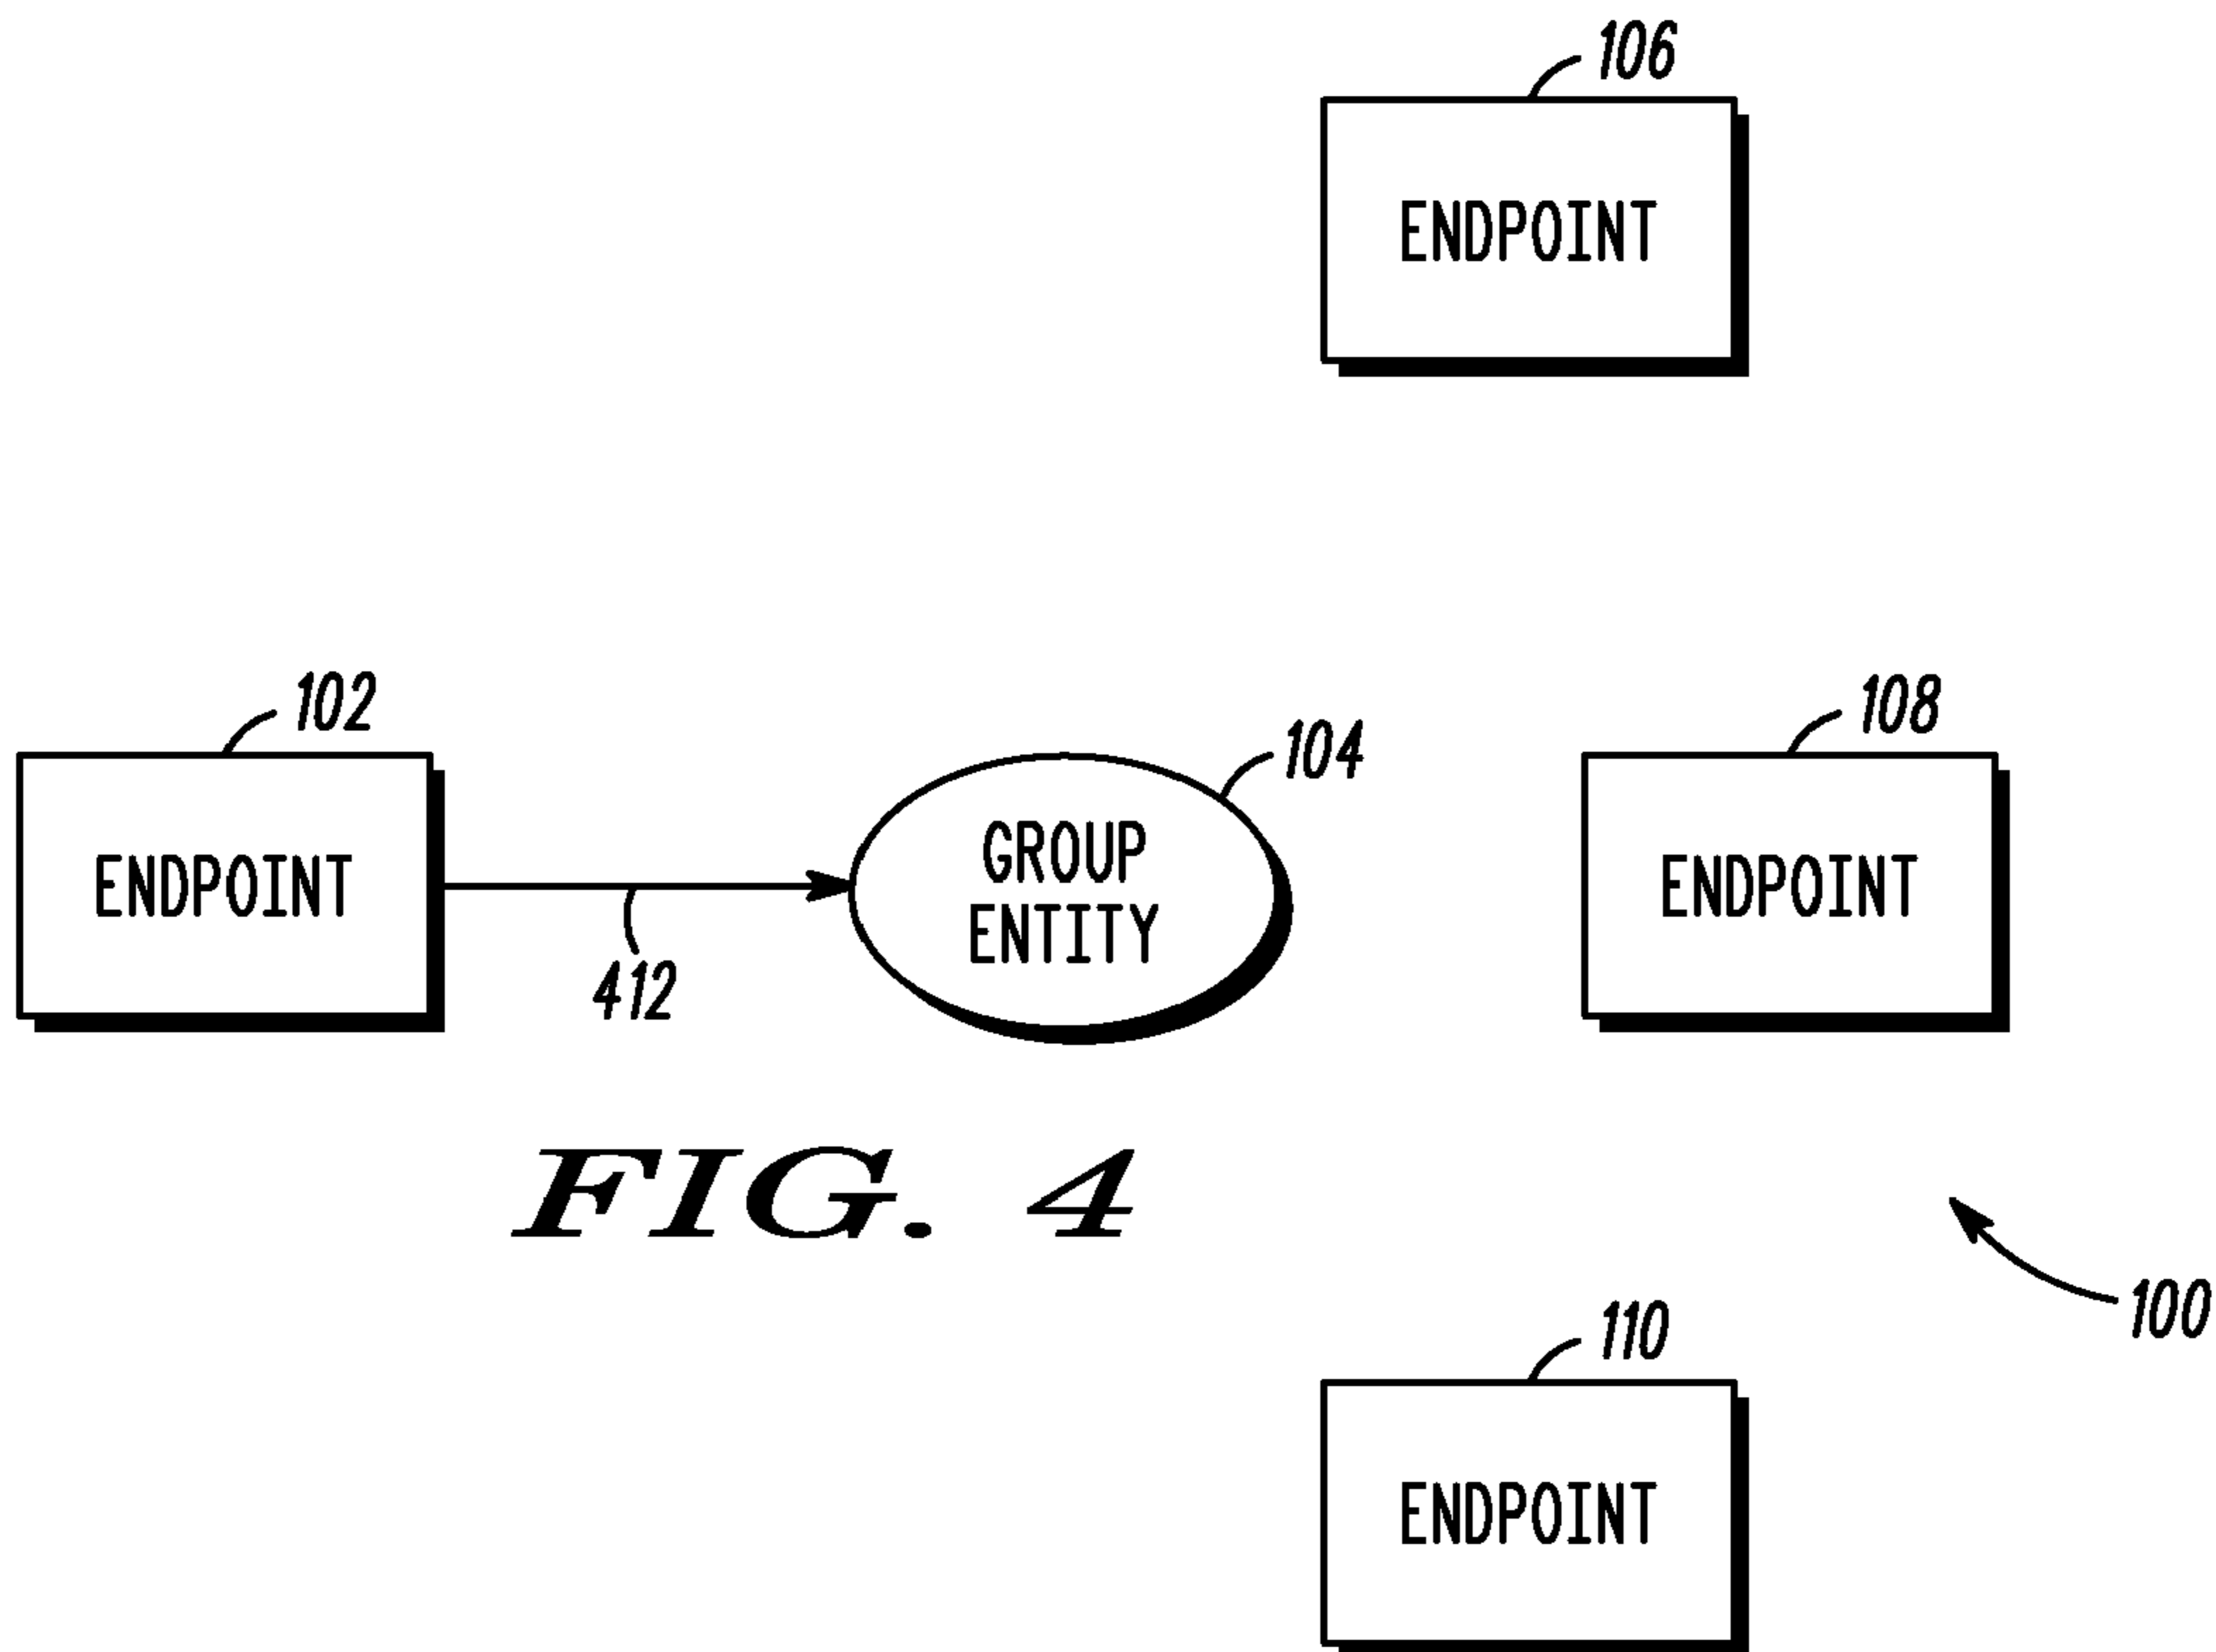 106
ENDPOINT
102
108
104
ENDPOINT
GROUP
ENTITY
ENDPOINT
412
FIG. 4
100
110
ENDPOINT